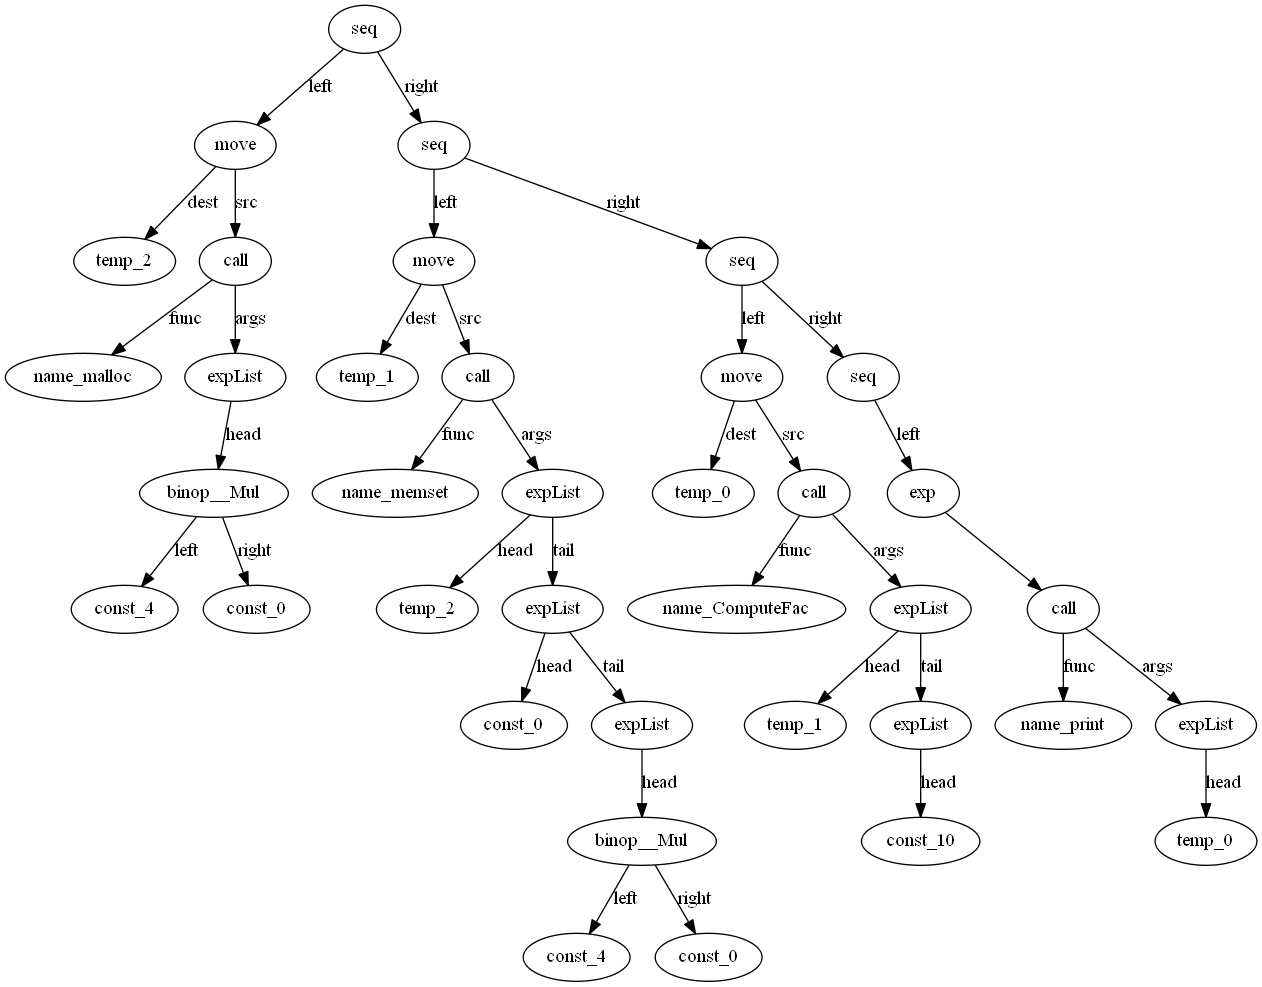 seq
left
right
move
seq
dest
src
left
right
temp_2
call
move
seq
func
args
dest
src
left
right
name_malloc
expList
temp_1
call
move
seq
head
func
args
dest
src
left
binop__Mul
name_memset
expList
temp_0
call
exp
left
right
head
tail
func
args
const_4
const_0
temp_2
expList
name_ComputeFac
expList
call
head
tail
head
tail
func
args
const_0
expList
temp_1
expList
name_print
expList
head
head
head
binop__Mul
const_10
temp_0
left
right
const_4
const_0